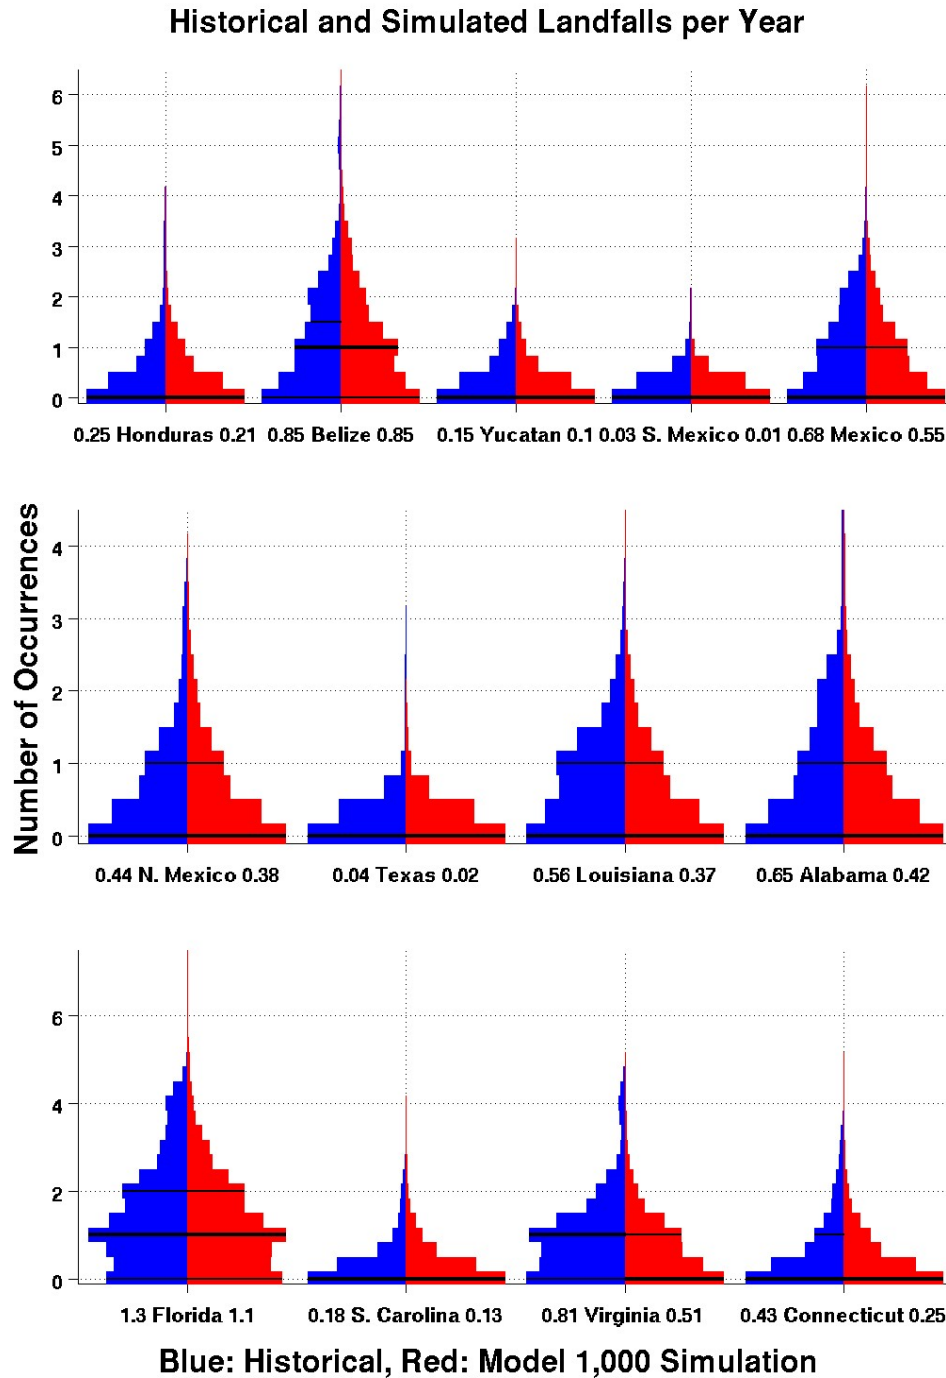 Historical and Simulated Landfalls per Year
6
5
4
3
2
1
0
0.25 Honduras 0.21 0.85 Belize 0.85 0.15 Yucatan 0.1 0.03 S. Mexico 0.01 0.68 Mexico 0.55
Number of Occurrences
4
3
2
1
0
0.44 N. Mexico 0.38 0.04 Texas 0.02 0.56 Louisiana 0.37 0.65 Alabama 0.42
6
4
2
0
1.3 Florida 1.1 0.18 S. Carolina 0.13 0.81 Virginia 0.51 0.43 Connecticut 0.25
Blue: Historical, Red: Model 1,000 Simulation